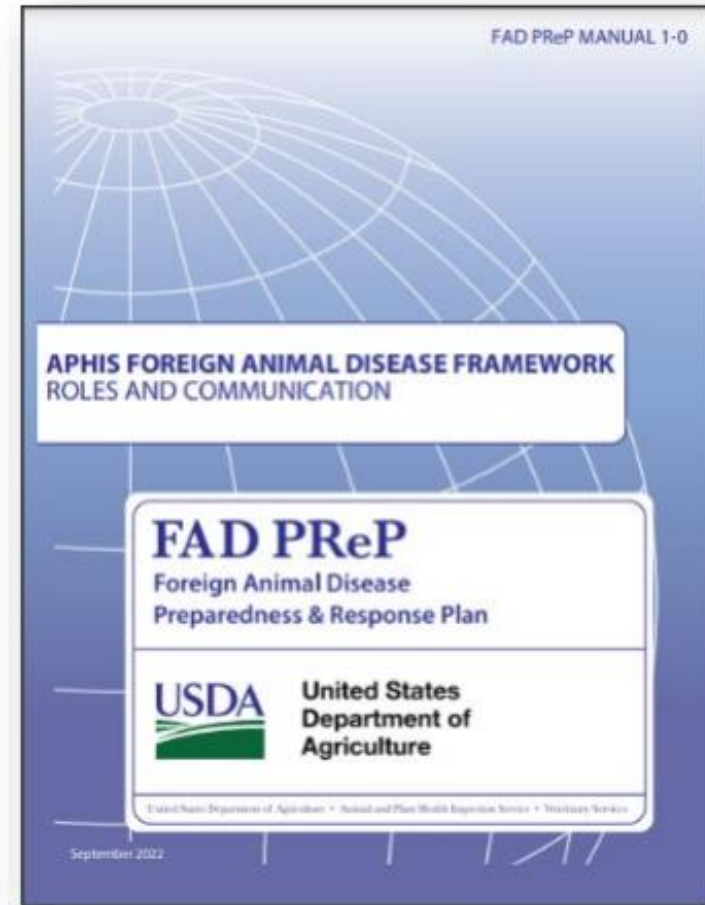 FAD PReP MANUAL 1-0
APHIS FOREIGN ANIMAL DISEASE FRAMEWORK
ROLES AND COMMUNICATION
FAD PReP
Foreign Animal Disease
Preparedness & Response Plan
USDA
United States
Department of
Agriculture
United States Department of Agriculture • Animal and Plant Health Inspection Service • Veterinary Services
September 2022